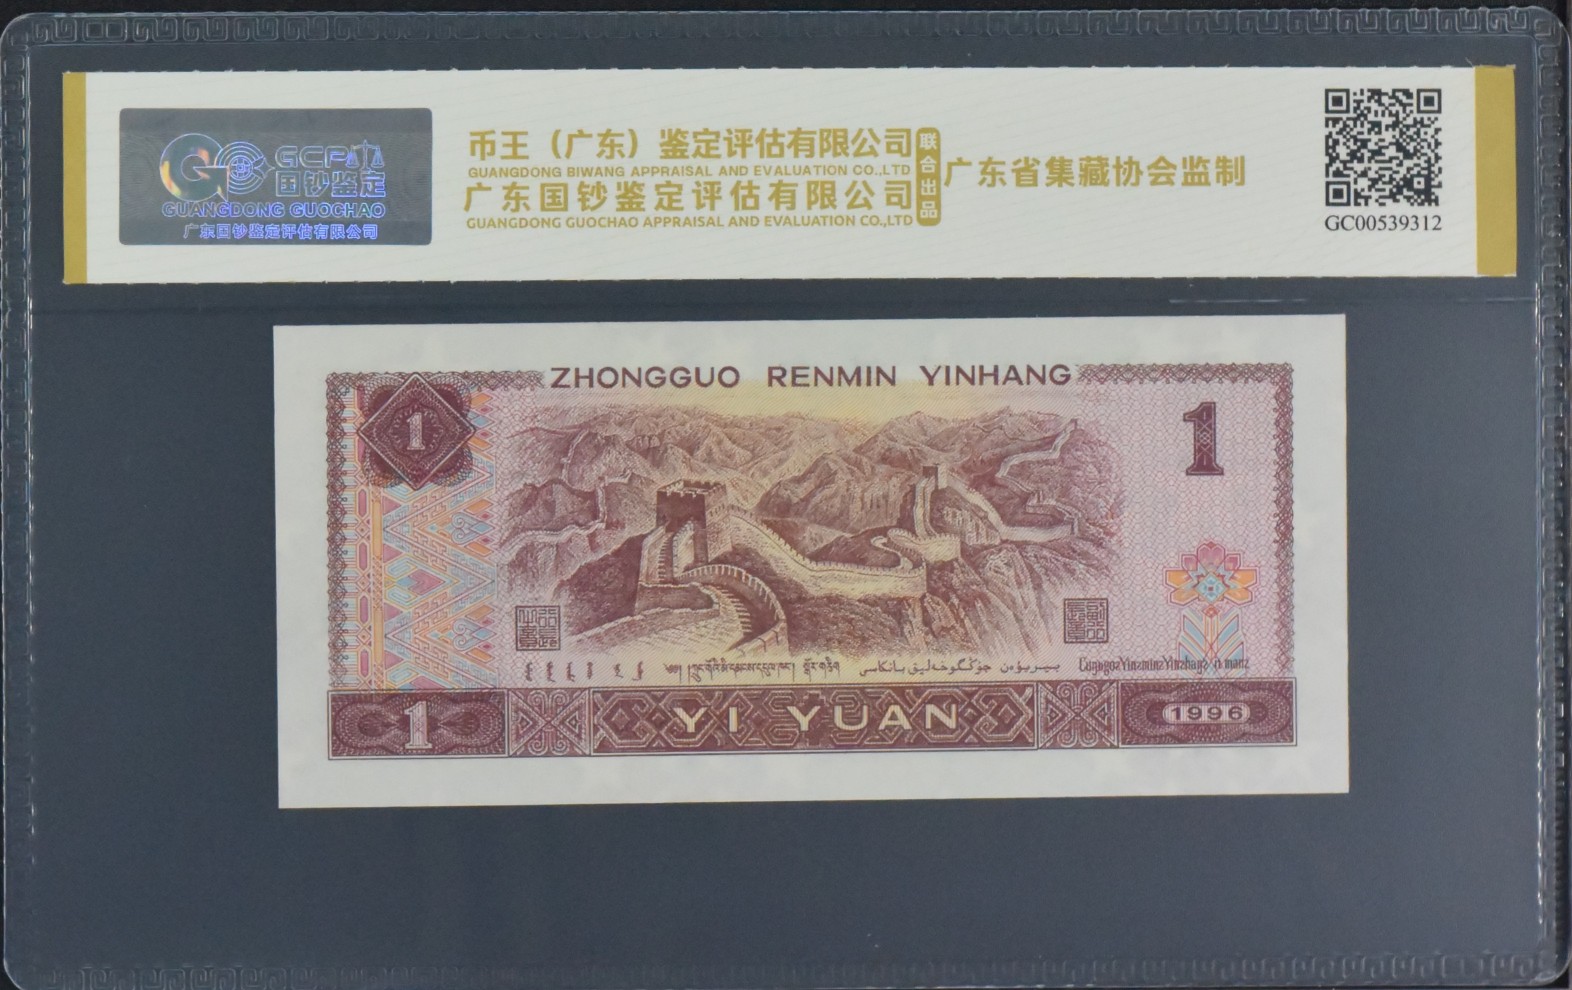 GCPA
国钞鉴定
GUANGDONG GUOCHAO
广东国钞鉴定评估有限公司
币王（广东）鉴定评估有限公司
GUANGDONG BIWANG APPRAISAL AND EVALUATION CO.,LTD
广东国钞鉴定评估有限公司
GUANGDONG GUOCHAO APPRAISAL AND EVALUATION CO.,LTD
联合出品
广东省集藏协会监制
GC00539312
ZHONGGUO RENMIN YINHANG
1
1
YI YUAN
1
1996